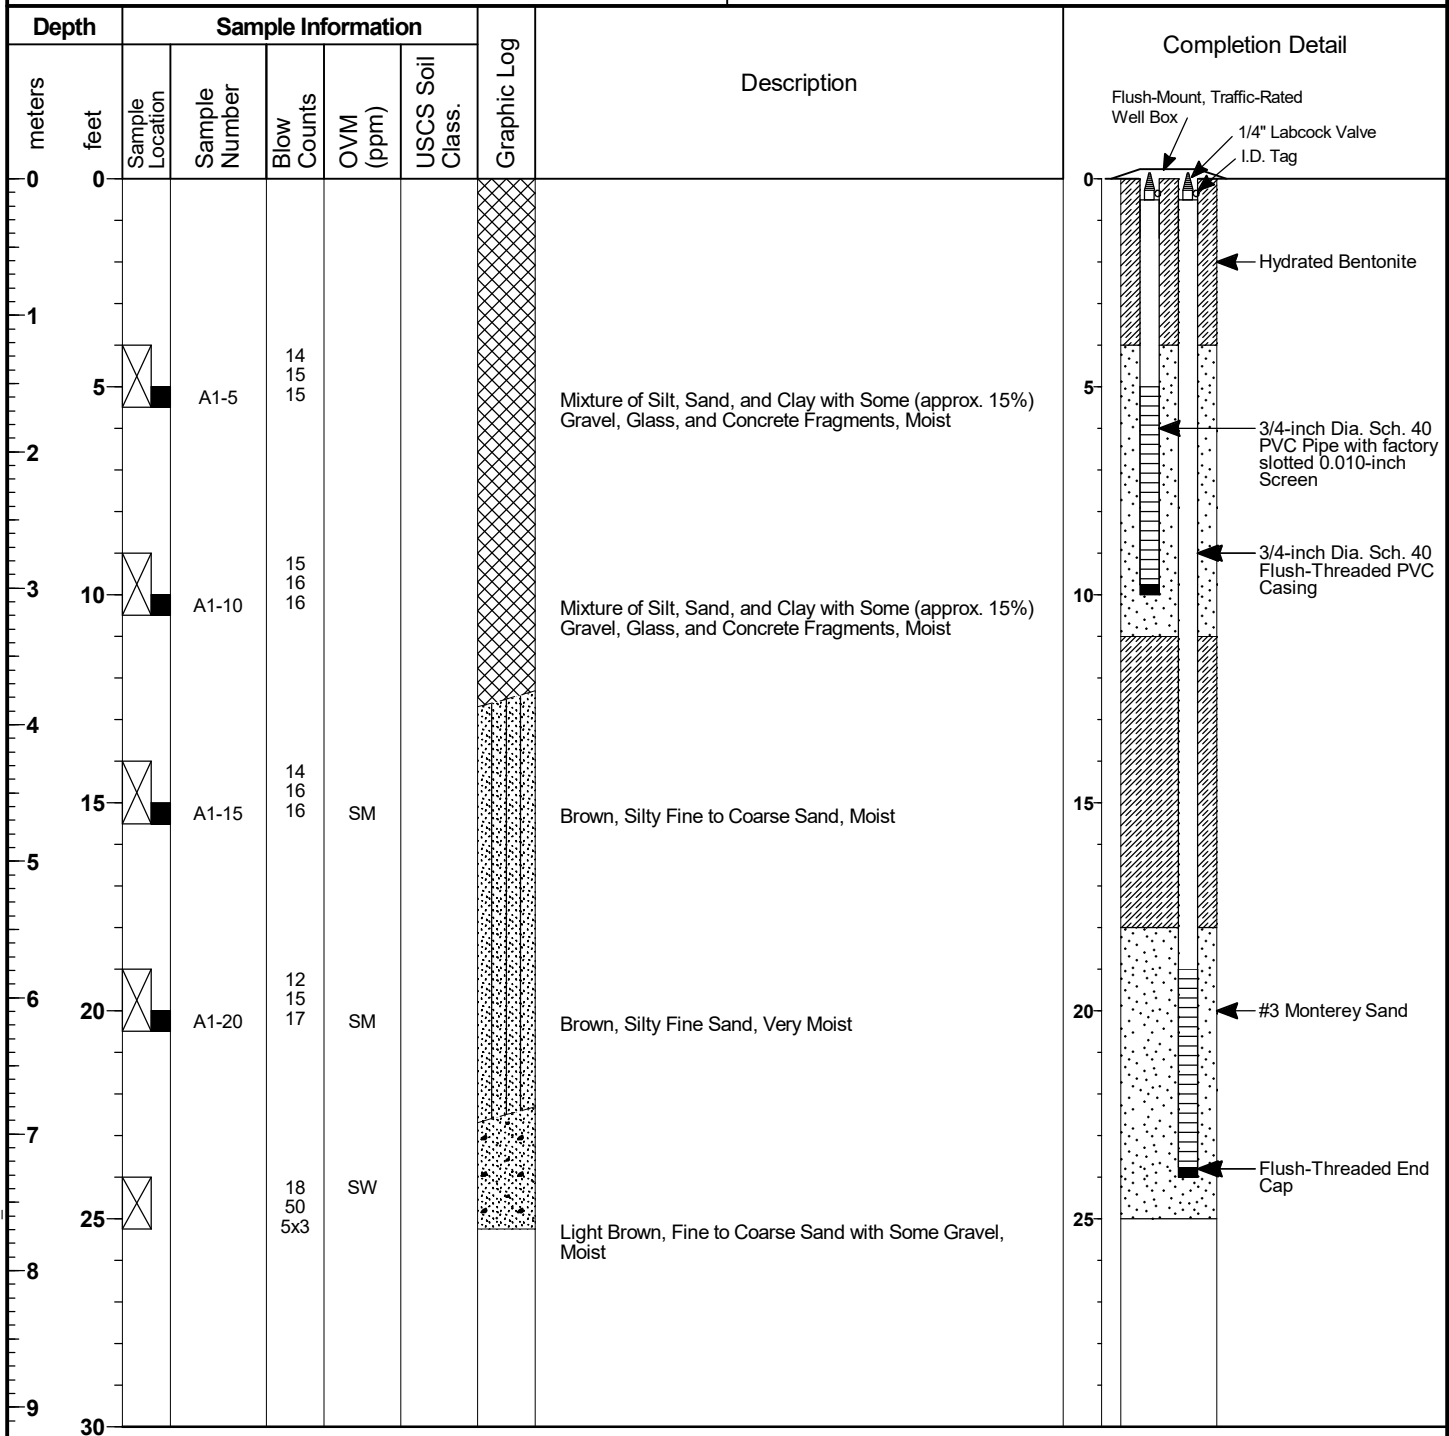 Depth
Sample Information
meters
feet
Sample
Location
Sample
Number
Blow
Counts
OVM
(ppm)
USCS Soil
Class.
Graphic Log
Description
Completion Detail
Flush-Mount, Traffic-Rated
Well Box
1/4" Labcock Valve
I.D. Tag
0
0
0
Hydrated Bentonite
1
14
15
15
5
A1-5
Mixture of Silt, Sand, and Clay with Some (approx. 15%)
Gravel, Glass, and Concrete Fragments, Moist
5
3/4-inch Dia. Sch. 40
PVC Pipe with factory
slotted 0.010-inch
Screen
2
15
16
16
3
10
A1-10
Mixture of Silt, Sand, and Clay with Some (approx. 15%)
Gravel, Glass, and Concrete Fragments, Moist
3/4-inch Dia. Sch. 40
Flush-Threaded PVC
Casing
10
4
14
16
16
15
A1-15
SM
Brown, Silty Fine to Coarse Sand, Moist
15
5
12
15
17
6
20
A1-20
SM
Brown, Silty Fine Sand, Very Moist
20
#3 Monterey Sand
7
18
50
5x3
SW
25
Light Brown, Fine to Coarse Sand with Some Gravel,
Moist
Flush-Threaded End
Cap
25
8
9
30